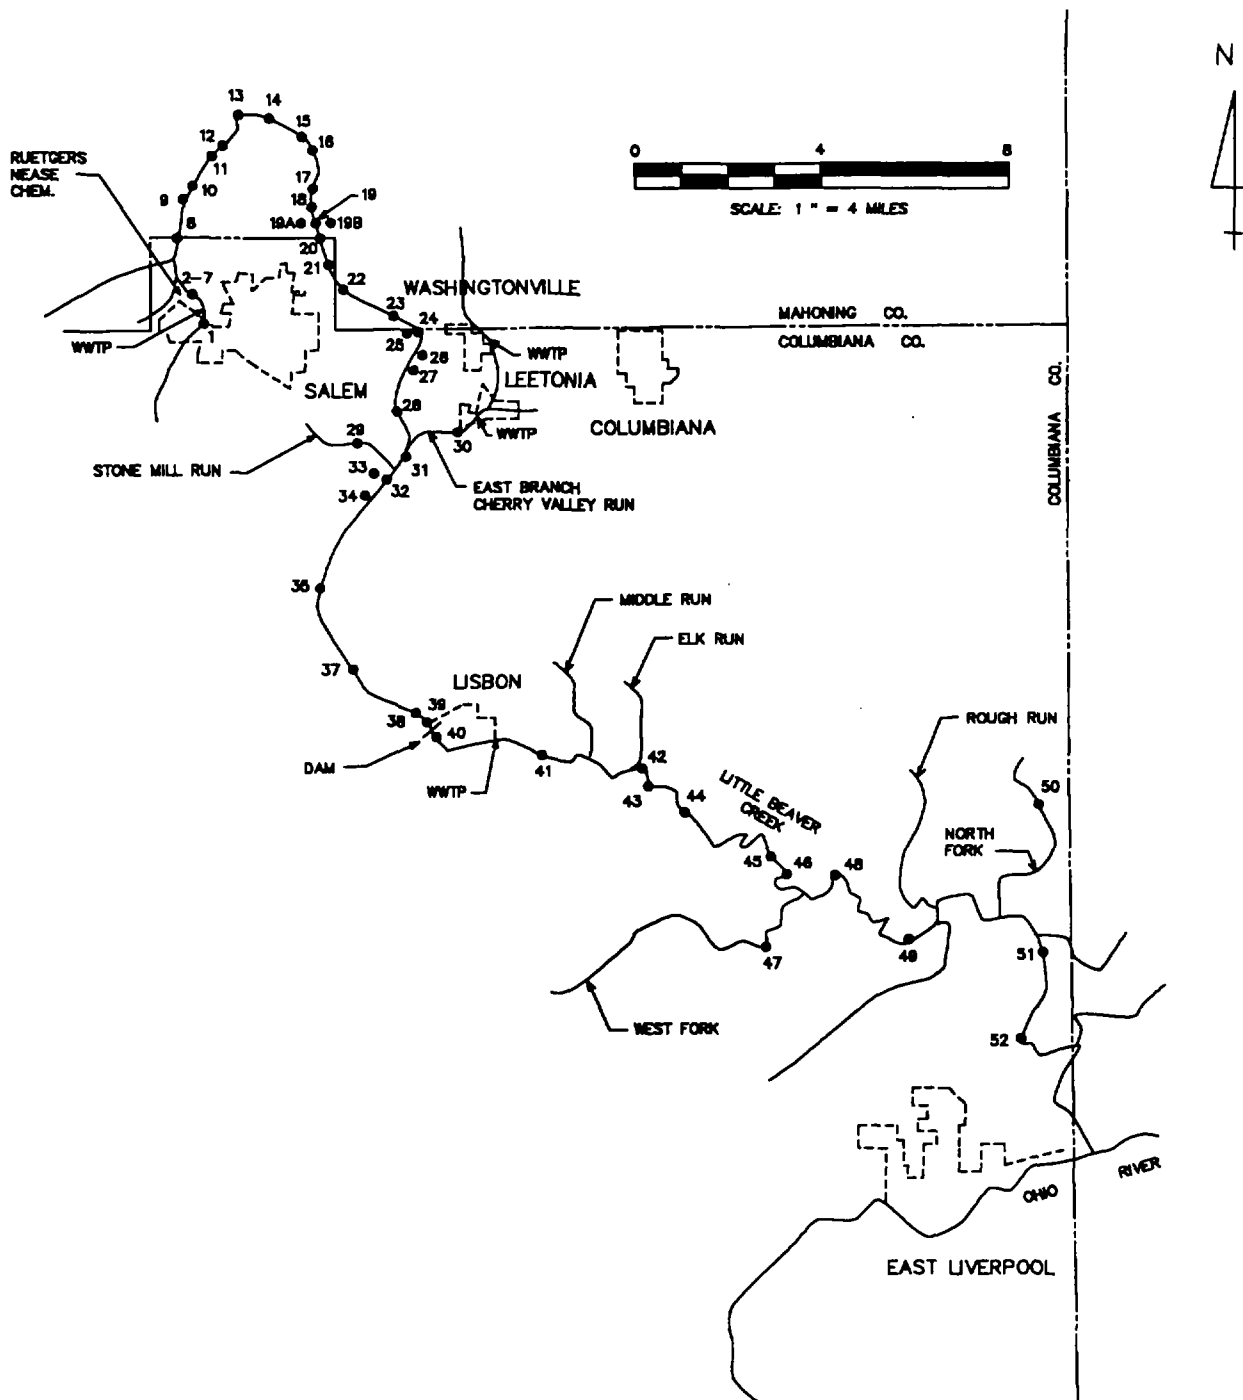 N
13
14
12
15
11
16
RUETGERS
NEASE
CHEM.
10
17
19
9
18
19A
19B
8
20
0
4
8
SCALE: 1 " = 4 MILES
21
2-7
22
WASHINGTONVILLE
23
24
MAHONING CO.
COLUMBIANA CO.
25
26
WWTP
WWTP
27
LEETONIA
SALEM
28
COLUMBIANA
WWTP
30
29
STONE MILL RUN
33
31
32
34
EAST BRANCH
CHERRY VALLEY RUN
COLUMBIANA CO.
36
MIDDLE RUN
ELK RUN
37
LISBON
39
38
40
ROUGH RUN
DAM
WWTP
41
42
43
44
LITTLE BEAVER
CREEK
50
NORTH
FORK
45
46
48
47
49
51
WEST FORK
52
OHIO
RIVER
EAST LIVERPOOL